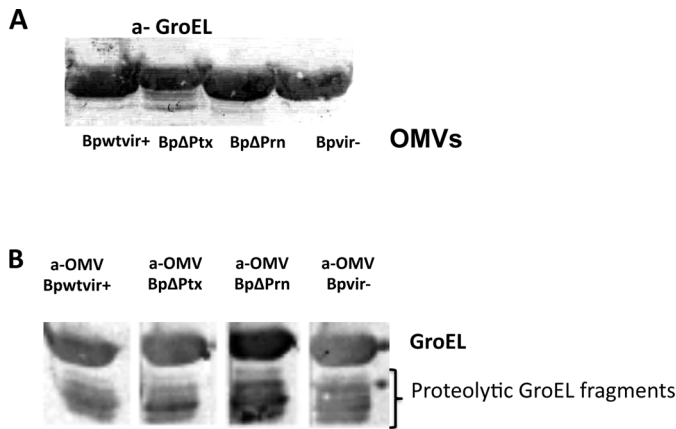 A
a- GroEL
Bpwtvir+ BpΔPtx BpΔPrn Bpvir-
OMVs
B
a-OMV a-OMV a-OMV a-OMV
Bpwtvir+ BpΔPtx BpΔPrn Bpvir-
GroEL
Proteolytic GroEL fragments